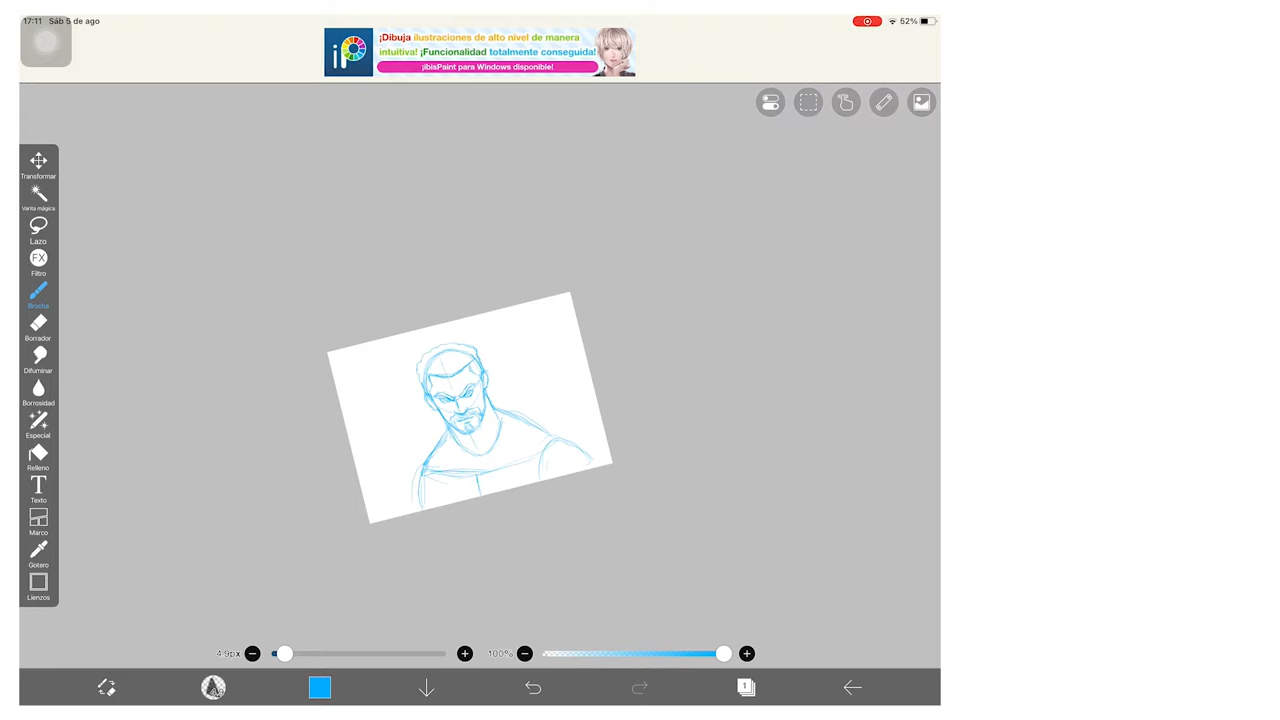 17:11 Sáb 5 de ago
52%
iP
¡Dibuja ilustraciones de alto nivel de manera
intuitiva! ¡Funcionalidad totalmente conseguida!
¡ibisPaint para Windows disponible!
Transformar
Varita mágica
Lazo
FX
Filtro
Brocha
Borrador
Difuminar
Borrosidad
Especial
Relleno
T
Texto
Marco
Gotero
Lienzos
4.9px
100%
1